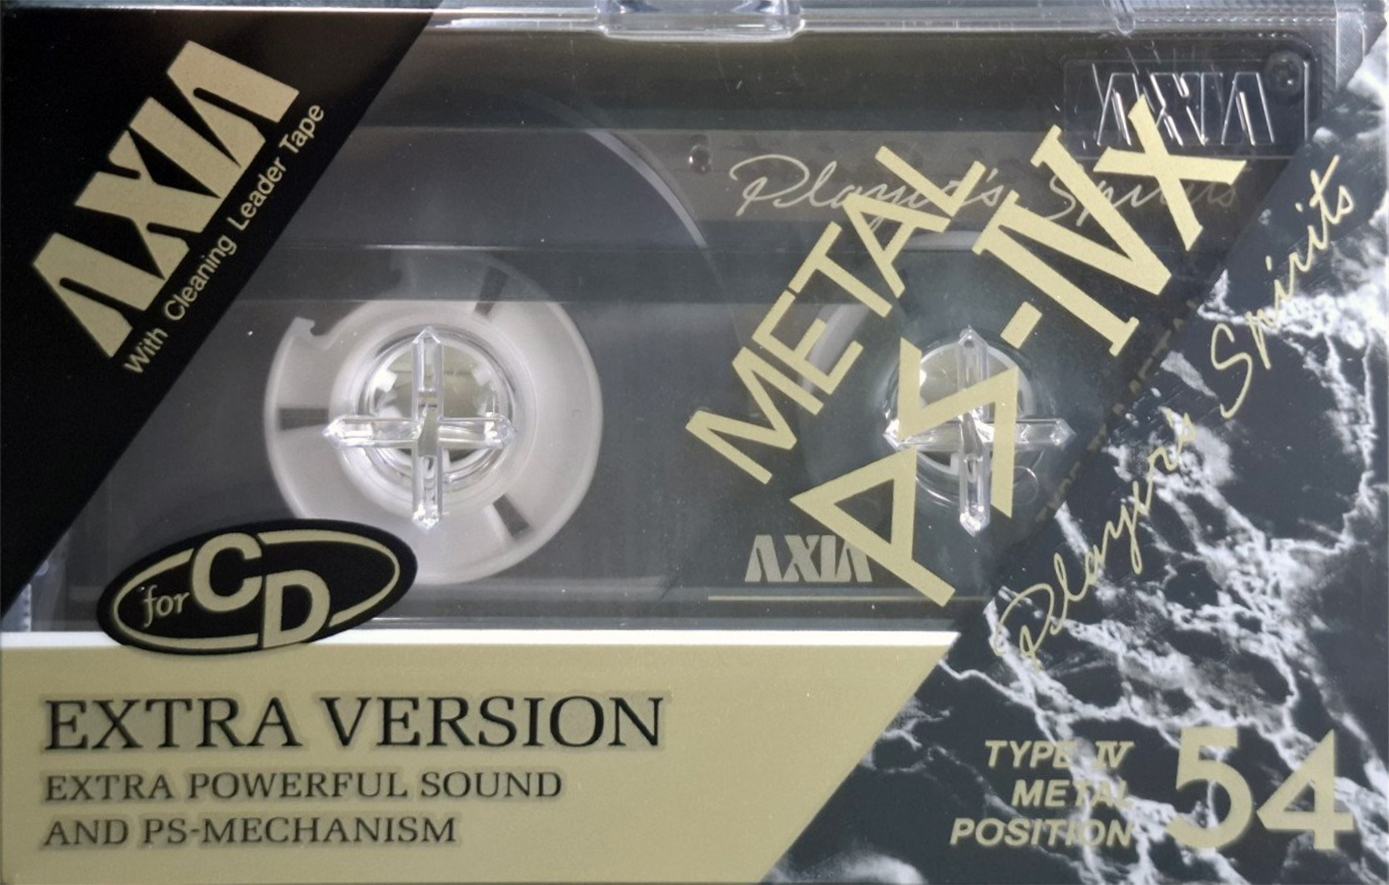 AXIA
With Cleaning Leader Tape
AXIA
Player's Spirits
METAL
PS-IVx
Player's Spirits
AXIA
for CD
EXTRA VERSION
EXTRA POWERFUL SOUND
AND PS-MECHANISM
TYPE IV
METAL
POSITION
54